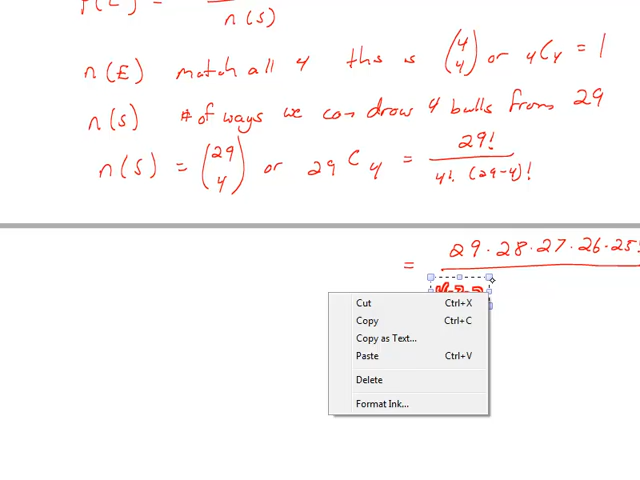 n(S)
n(E) match all 4 this is (4 4) or 4C4 = 1
n(S) # of ways we can draw 4 balls from 29
n(S) = (29 4) or 29 C 4 = 29! / 4! (29-4)!
= 29 · 28 · 27 · 26 · 25!
Cut Ctrl+X
Copy Ctrl+C
Copy as Text...
Paste Ctrl+V
Delete
Format Ink...